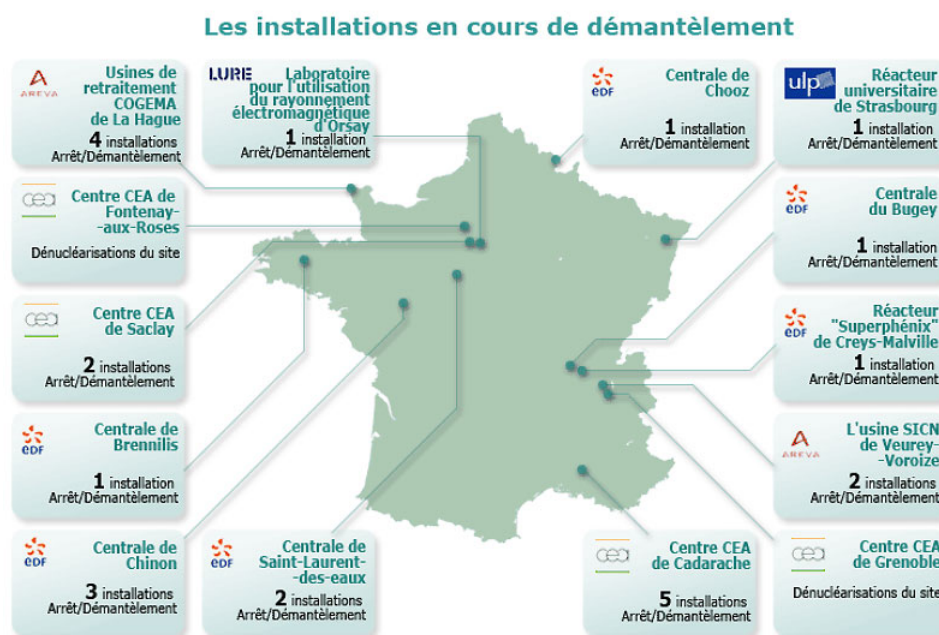 Les installations en cours de démantèlement
AREVA
Usines de
retraitement
COGEMA
de La Hague
4 installations
Arrêt/Démantèlement
LURE
Laboratoire
pour l'utilisation
du rayonnement
électromagnétique
d'Orsay
1 installation
Arrêt/Démantèlement
eDF
Centrale de
Chooz
1 installation
Arrêt/Démantèlement
ulp
Réacteur
universitaire
de Strasbourg
1 installation
Arrêt/Démantèlement
cea
Centre CEA de
Fontenay-
-aux-Roses
Dénucléarisations du site
eDF
Centrale
du Bugey
1 installation
Arrêt/Démantèlement
cea
Centre CEA
de Saclay
2 installations
Arrêt/Démantèlement
eDF
Réacteur
"Superphénix"
de Creys-Malville
1 installation
Arrêt/Démantèlement
eDF
Centrale de
Brennilis
1 installation
Arrêt/Démantèlement
AREVA
L'usine SICN
de Veurey-
-Voroize
2 installations
Arrêt/Démantèlement
eDF
Centrale de
Chinon
3 installations
Arrêt/Démantèlement
eDF
Centrale de
Saint-Laurent-
-des-eaux
2 installations
Arrêt/Démantèlement
cea
Centre CEA
de Cadarache
5 installations
Arrêt/Démantèlement
cea
Centre CEA
de Grenoble
Dénucléarisations du site